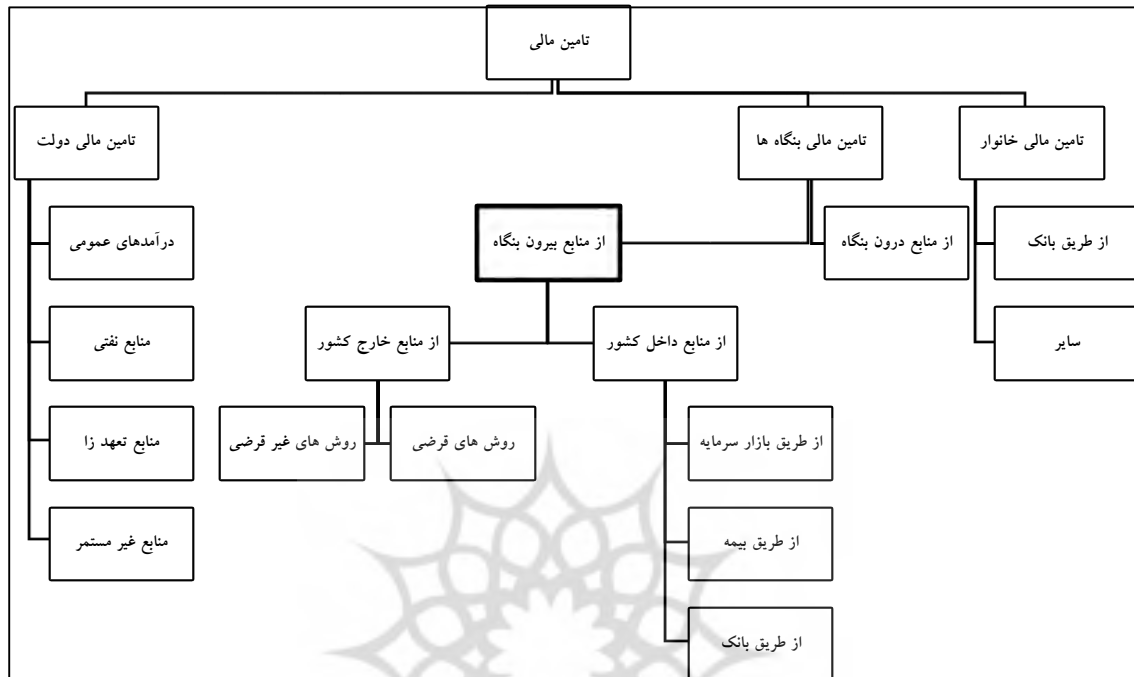 تامین مالی
تامین مالی خانوار
تامین مالی بنگاه ها
تامین مالی دولت
از طریق بانک
از منابع درون بنگاه
از منابع بیرون بنگاه
درآمدهای عمومی
سایر
از منابع داخل کشور
از منابع خارج کشور
منابع نفتی
از طریق بازار سرمایه
روش های قرضی
روش های غیر قرضی
منابع تعهد زا
از طریق بیمه
منابع غیر مستمر
از طریق بانک